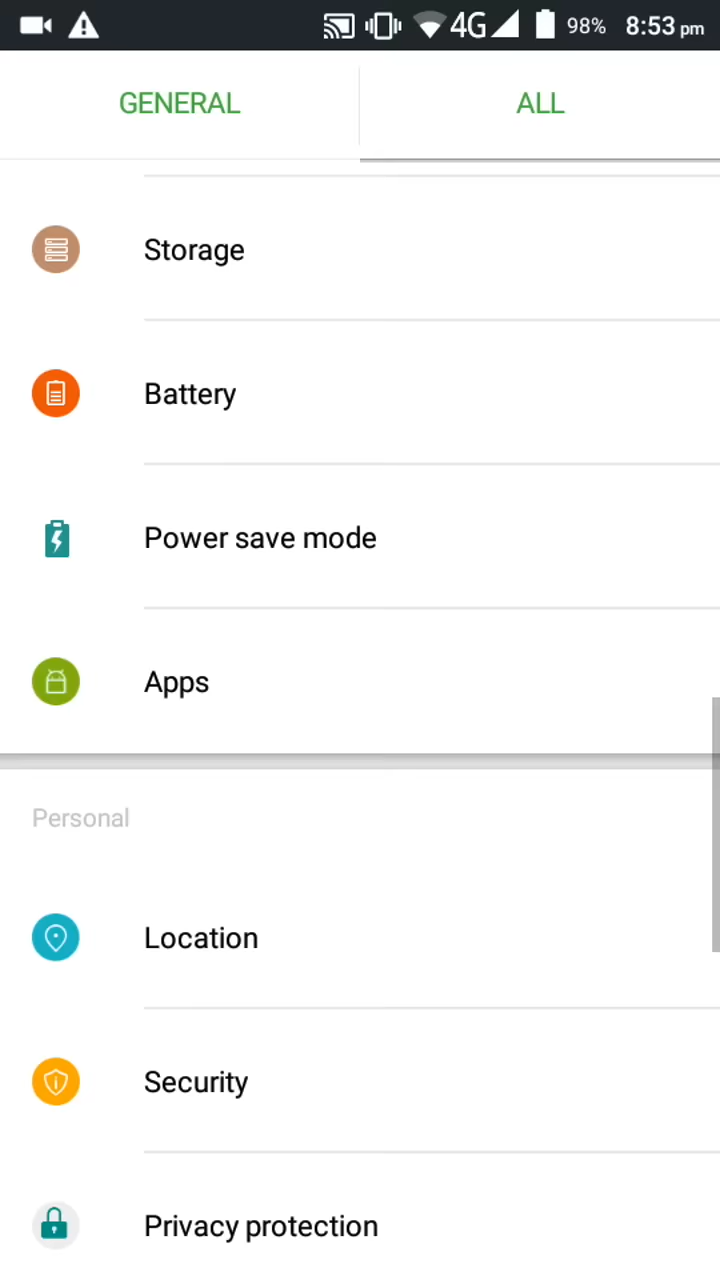 4G 98% 8:53 pm
GENERAL ALL
Storage
Battery
Power save mode
Apps
Personal
Location
Security
Privacy protection